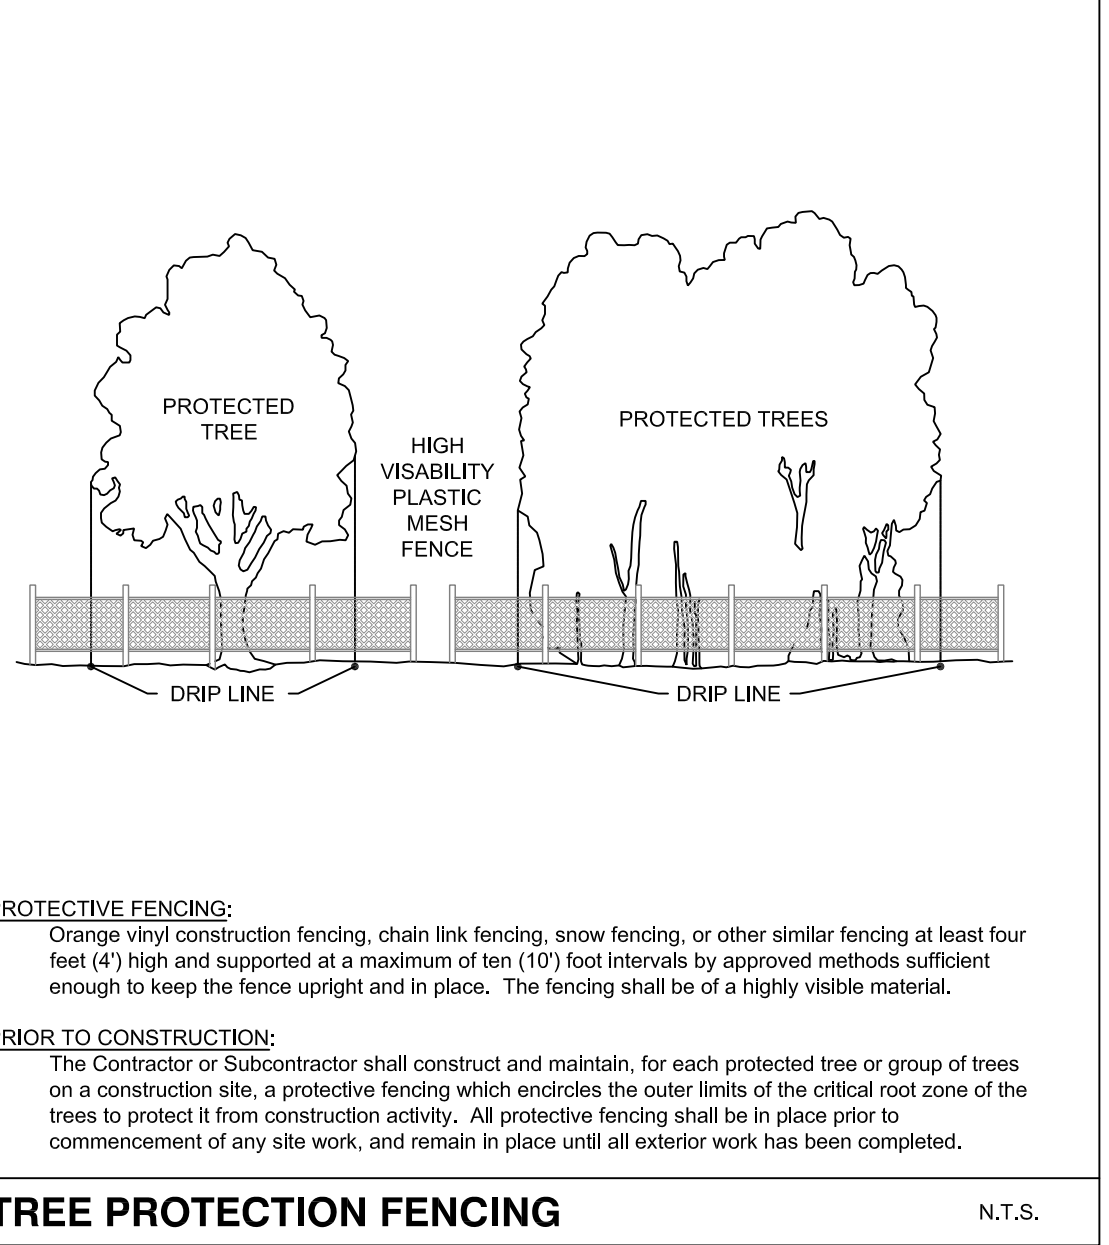 PROTECTED
TREE
HIGH
VISABILITY
PLASTIC
MESH
FENCE
PROTECTED TREES
DRIP LINE
DRIP LINE
ROTECTIVE FENCING:
Orange vinyl construction fencing, chain link fencing, snow fencing, or other similar fencing at least four
feet (4') high and supported at a maximum of ten (10') foot intervals by approved methods sufficient
enough to keep the fence upright and in place. The fencing shall be of a highly visible material.
RIOR TO CONSTRUCTION:
The Contractor or Subcontractor shall construct and maintain, for each protected tree or group of trees
on a construction site, a protective fencing which encircles the outer limits of the critical root zone of the
trees to protect it from construction activity. All protective fencing shall be in place prior to
commencement of any site work, and remain in place until all exterior work has been completed.
TREE PROTECTION FENCING
N.T.S.